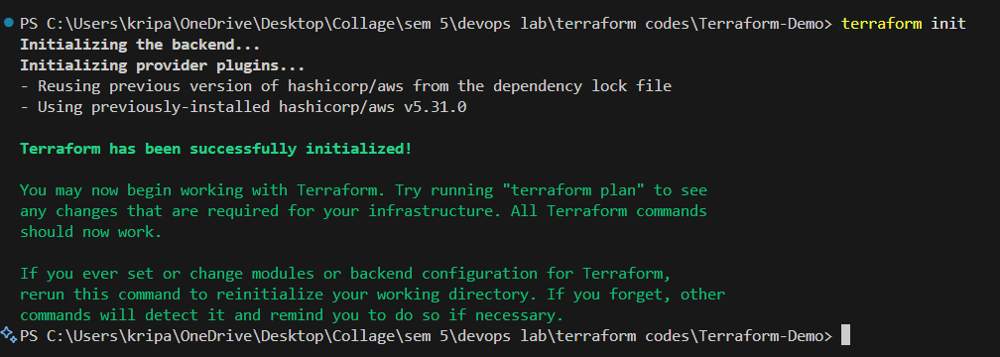 PS C:\Users\kripa\OneDrive\Desktop\Collage\sem 5\devops lab\terraform codes\Terraform-Demo> terraform init
Initializing the backend...
Initializing provider plugins...
- Reusing previous version of hashicorp/aws from the dependency lock file
- Using previously-installed hashicorp/aws v5.31.0
Terraform has been successfully initialized!
You may now begin working with Terraform. Try running "terraform plan" to see
any changes that are required for your infrastructure. All Terraform commands
should now work.
If you ever set or change modules or backend configuration for Terraform,
rerun this command to reinitialize your working directory. If you forget, other
commands will detect it and remind you to do so if necessary.
PS C:\Users\kripa\OneDrive\Desktop\Collage\sem 5\devops lab\terraform codes\Terraform-Demo>